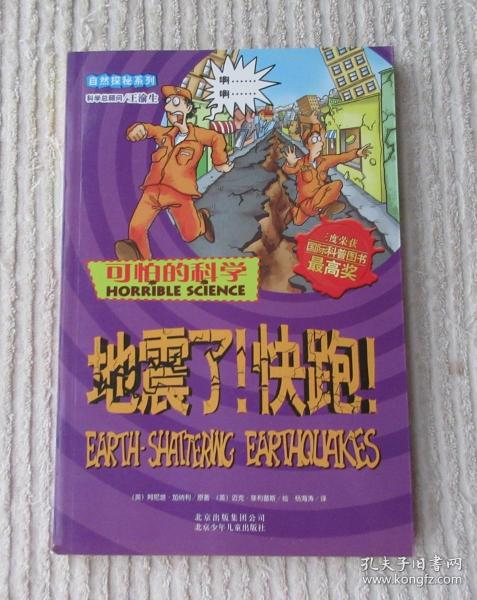 自然探秘系列
科学总顾问/王渝生
啊……
啊……
三度荣获
国际科普图书
最高奖
可怕的科学
HORRIBLE SCIENCE
地震了!快跑!
EARTH-SHATTERING EARTHQUAKES
(英)阿尼塔·加纳利/原著 (英)迈克·菲利普斯/绘 杨海涛/译
北京出版集团公司
北京少年儿童出版社
孔夫子旧书网
www.kongfz.com